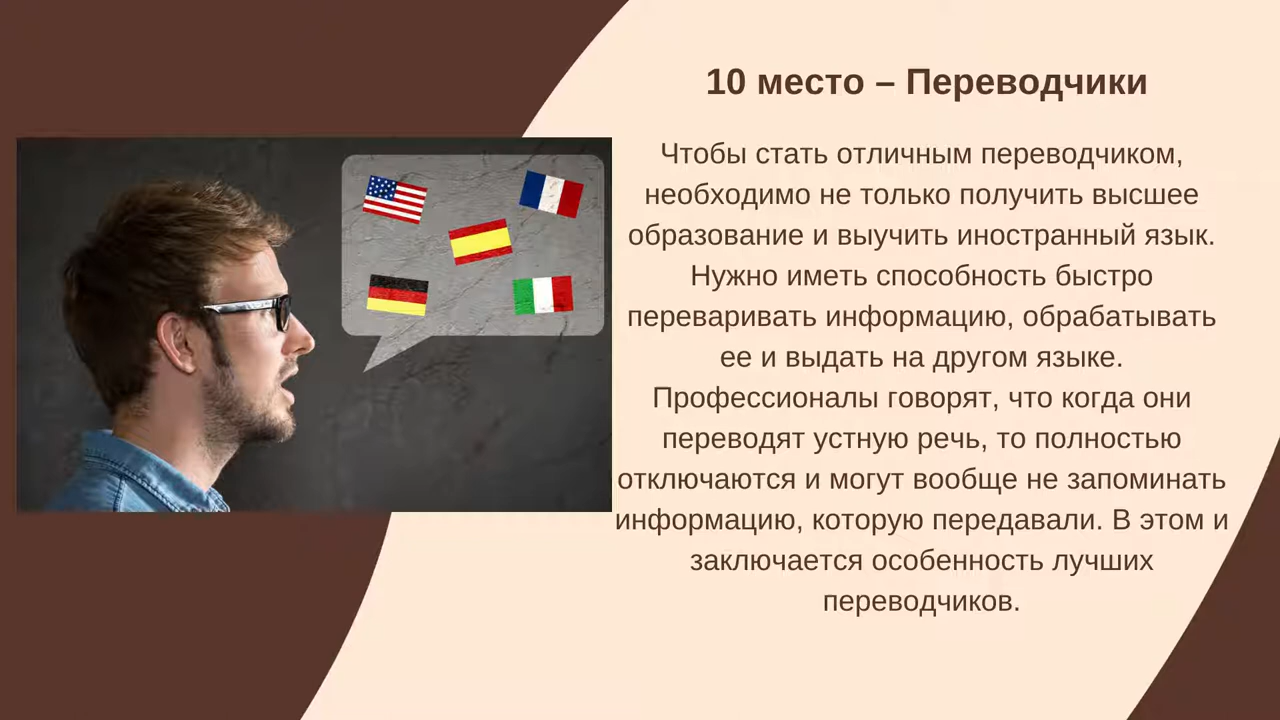 10 место – Переводчики
Чтобы стать отличным переводчиком,
необходимо не только получить высшее
образование и выучить иностранный язык.
Нужно иметь способность быстро
переваривать информацию, обрабатывать
ее и выдать на другом языке.
Профессионалы говорят, что когда они
переводят устную речь, то полностью
отключаются и могут вообще не запоминать
информацию, которую передавали. В этом и
заключается особенность лучших
переводчиков.